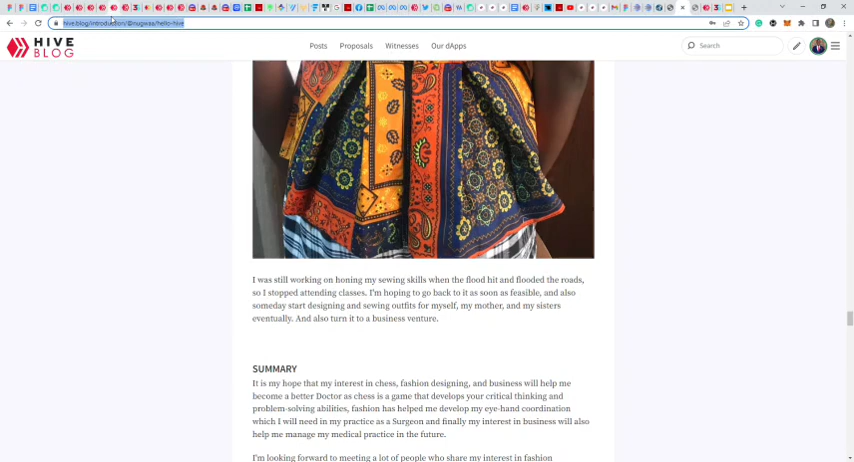 hive.blog/introduction/@nugwaa/hello-hive
HIVE
BLOG
Posts
Proposals
Witnesses
Our dApps
Search
I was still working on honing my sewing skills when the flood hit and flooded the roads,
so I stopped attending classes. I'm hoping to go back to it as soon as feasible, and also
someday start designing and sewing outfits for myself, my mother, and my sisters
eventually. And also turn it to a business venture.
SUMMARY
It is my hope that my interest in chess, fashion designing, and business will help me
become a better Doctor as chess is a game that develops your critical thinking and
problem-solving abilities, fashion has helped me develop my eye-hand coordination
which I will need in my practice as a Surgeon and finally my interest in business will also
help me manage my medical practice in the future.
I'm looking forward to meeting a lot of people who share my interest in fashion